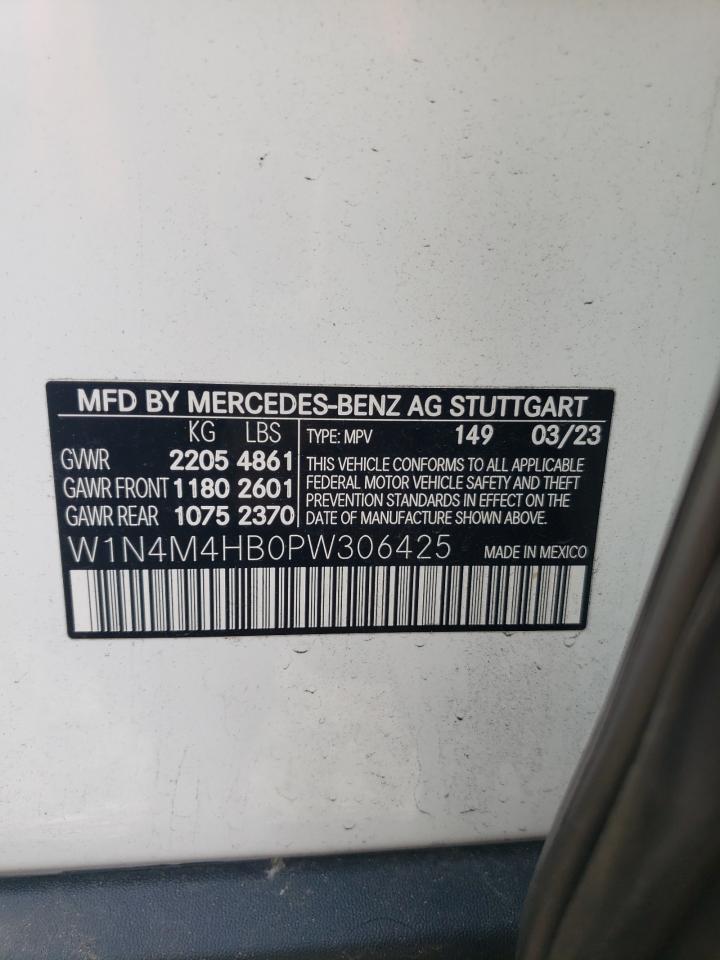 MFD BY MERCEDES-BENZ AG STUTTGART
KG LBS
GVWR 2205 4861
GAWR FRONT 1180 2601
GAWR REAR 1075 2370
TYPE: MPV 149 03/23
THIS VEHICLE CONFORMS TO ALL APPLICABLE
FEDERAL MOTOR VEHICLE SAFETY AND THEFT
PREVENTION STANDARDS IN EFFECT ON THE
DATE OF MANUFACTURE SHOWN ABOVE.
W1N4M4HB0PW306425 MADE IN MEXICO